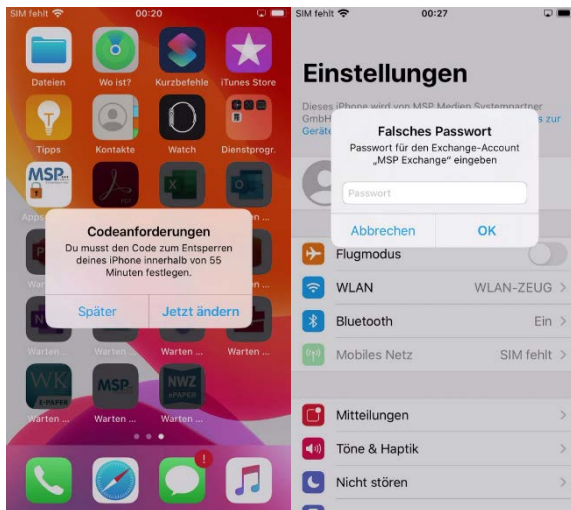 SIM fehlt 00:20
Dateien Wo ist? Kurzbefehle iTunes Store
Tipps Kontakte Watch Dienstprogr.
MSP...
PDF
Codeanforderungen
Du musst den Code zum Entsperren
deines iPhone innerhalb von 55
Minuten festlegen.
Später Jetzt ändern
Warten ... Warten ... Warten ... Warten ...
WK MSP... NWZ
E-PAPER ePAPER
Warten ... Warten ... Warten ...
SIM fehlt 00:27
Einstellungen
Dieses iPhone wird von MSP Medien Systempartner
GmbH
Falsches Passwort
Passwort für den Exchange-Account
„MSP Exchange“ eingeben
Passwort
Abbrechen OK
Flugmodus
WLAN WLAN-ZEUG
Bluetooth Ein
Mobiles Netz SIM fehlt
Mitteilungen
Töne & Haptik
Nicht stören